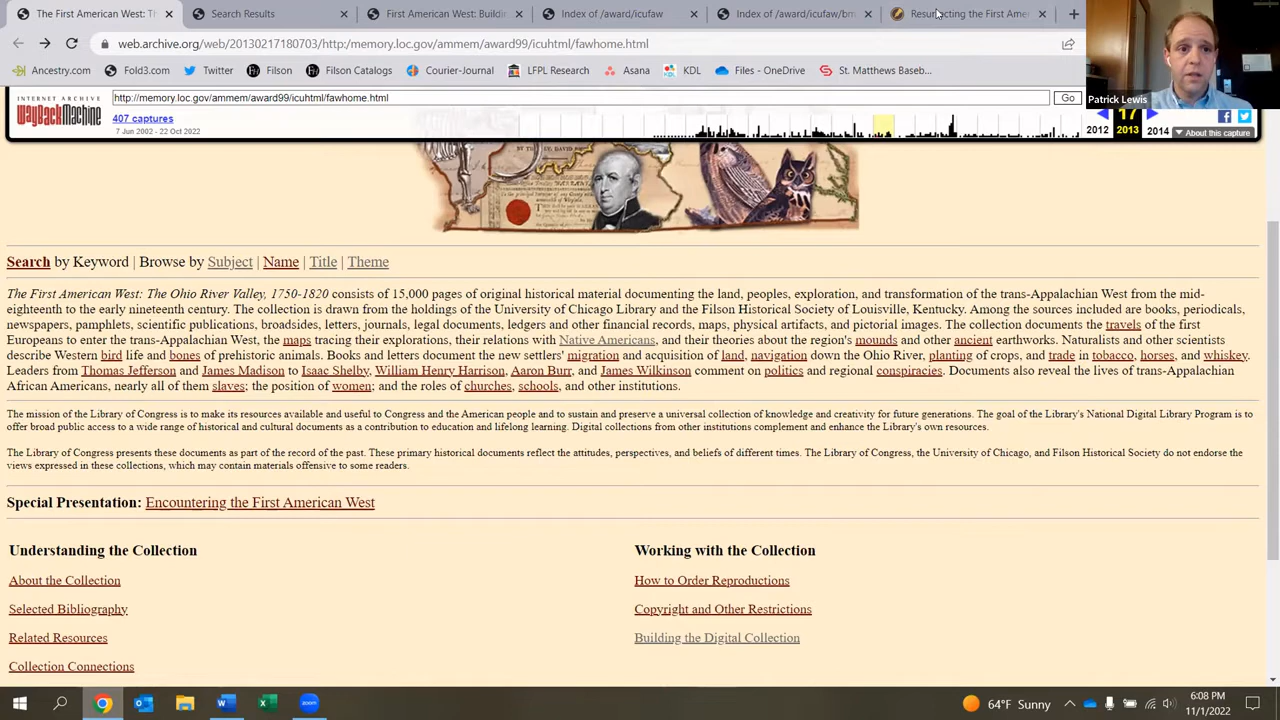 The First American West: Th
Search Results
First American West: Buildin
Index of /award/icufaw
Index of /award/icufaw/bm
Resurrecting the First Ame
web.archive.org/web/20130217180703/http:/memory.loc.gov/ammem/award99/icuhtml/fawhome.html
Ancestry.com
Fold3.com
Twitter
Filson
Filson Catalogs
Courier-Journal
LFPL Research
Asana
KDL
Files - OneDrive
St. Matthews Baseb...
Patrick Lewis
INTERNET ARCHIVE
WayBackMachine
http://memory.loc.gov/ammem/award99/icuhtml/fawhome.html
Go
407 captures
7 Jun 2002 - 22 Oct 2022
17
2012 2013 2014
About this capture
Search by Keyword | Browse by Subject | Name | Title | Theme
The First American West: The Ohio River Valley, 1750-1820 consists of 15,000 pages of original historical material documenting the land, peoples, exploration, and transformation of the trans-Appalachian West from the mid-
eighteenth to the early nineteenth century. The collection is drawn from the holdings of the University of Chicago Library and the Filson Historical Society of Louisville, Kentucky. Among the sources included are books, periodicals,
newspapers, pamphlets, scientific publications, broadsides, letters, journals, legal documents, ledgers and other financial records, maps, physical artifacts, and pictorial images. The collection documents the travels of the first
Europeans to enter the trans-Appalachian West, the maps tracing their explorations, their relations with Native Americans, and their theories about the region's mounds and other ancient earthworks. Naturalists and other scientists
describe Western bird life and bones of prehistoric animals. Books and letters document the new settlers' migration and acquisition of land, navigation down the Ohio River, planting of crops, and trade in tobacco, horses, and whiskey.
Leaders from Thomas Jefferson and James Madison to Isaac Shelby, William Henry Harrison, Aaron Burr, and James Wilkinson comment on politics and regional conspiracies. Documents also reveal the lives of trans-Appalachian
African Americans, nearly all of them slaves; the position of women; and the roles of churches, schools, and other institutions.
The mission of the Library of Congress is to make its resources available and useful to Congress and the American people and to sustain and preserve a universal collection of knowledge and creativity for future generations. The goal of the Library's National Digital Library Program is to
offer broad public access to a wide range of historical and cultural documents as a contribution to education and lifelong learning. Digital collections from other institutions complement and enhance the Library's own resources.
The Library of Congress presents these documents as part of the record of the past. These primary historical documents reflect the attitudes, perspectives, and beliefs of different times. The Library of Congress, the University of Chicago, and Filson Historical Society do not endorse the
views expressed in these collections, which may contain materials offensive to some readers.
Special Presentation: Encountering the First American West
Understanding the Collection
About the Collection
Selected Bibliography
Related Resources
Collection Connections
Working with the Collection
How to Order Reproductions
Copyright and Other Restrictions
Building the Digital Collection
64°F Sunny
6:08 PM
11/1/2022